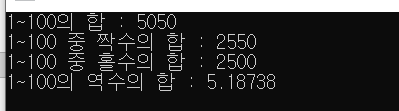 1~100의 합 : 5050
1~100 중 짝수의 합 : 2550
1~100 중 홀수의 합 : 2500
1~100의 역수의 합 : 5.18738